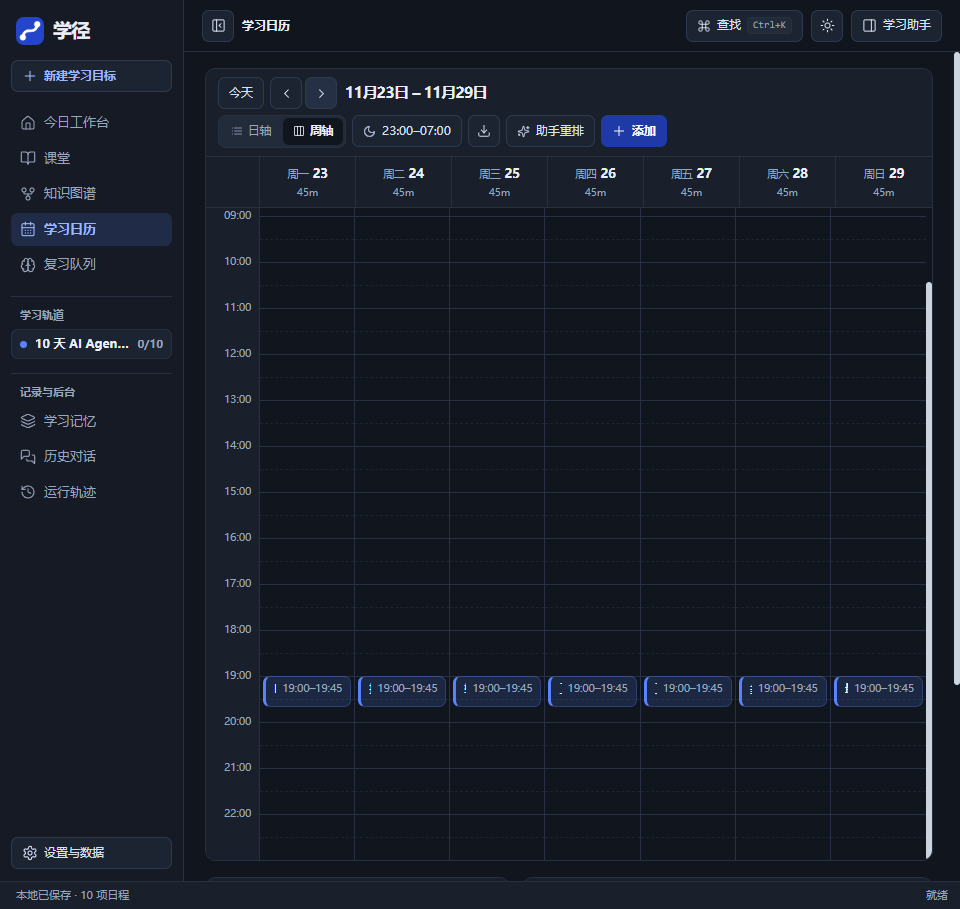 学径
新建学习目标
今日工作台
课堂
知识图谱
学习日历
复习队列
学习轨道
10 天 AI Agen... 0/10
记录与后台
学习记忆
历史对话
运行轨迹
设置与数据
学习日历
查找 Ctrl+K
学习助手
今天
11月23日 – 11月29日
日轴
周轴
23:00–07:00
助手重排
添加
周一 23 周二 24 周三 25 周四 26 周五 27 周六 28 周日 29
45m 45m 45m 45m 45m 45m 45m
09:00
10:00
11:00
12:00
13:00
14:00
15:00
16:00
17:00
18:00
19:00
19:00–19:45 19:00–19:45 19:00–19:45 19:00–19:45 19:00–19:45 19:00–19:45 19:00–19:45
20:00
21:00
22:00
本地已保存 · 10 项日程
就绪